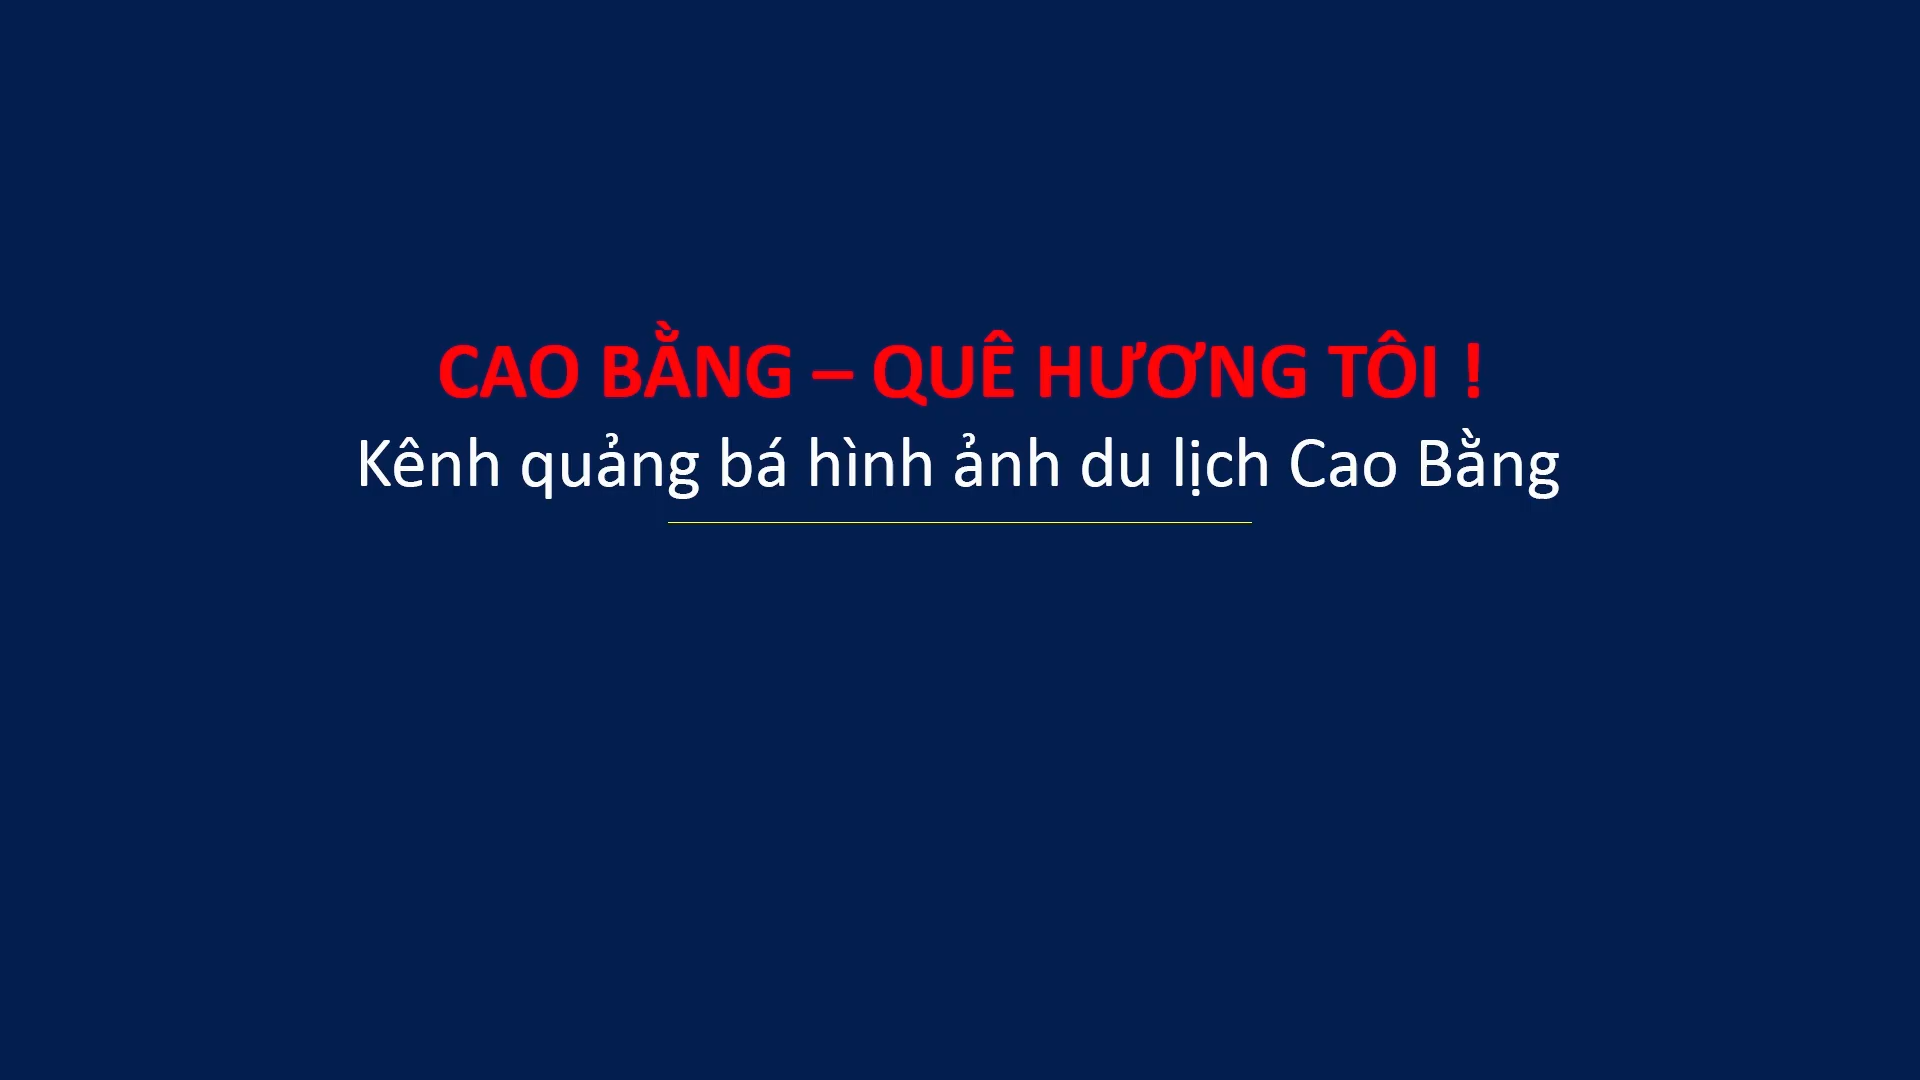 CAO BẰNG – QUÊ HƯƠNG TÔI !
Kênh quảng bá hình ảnh du lịch Cao Bằng